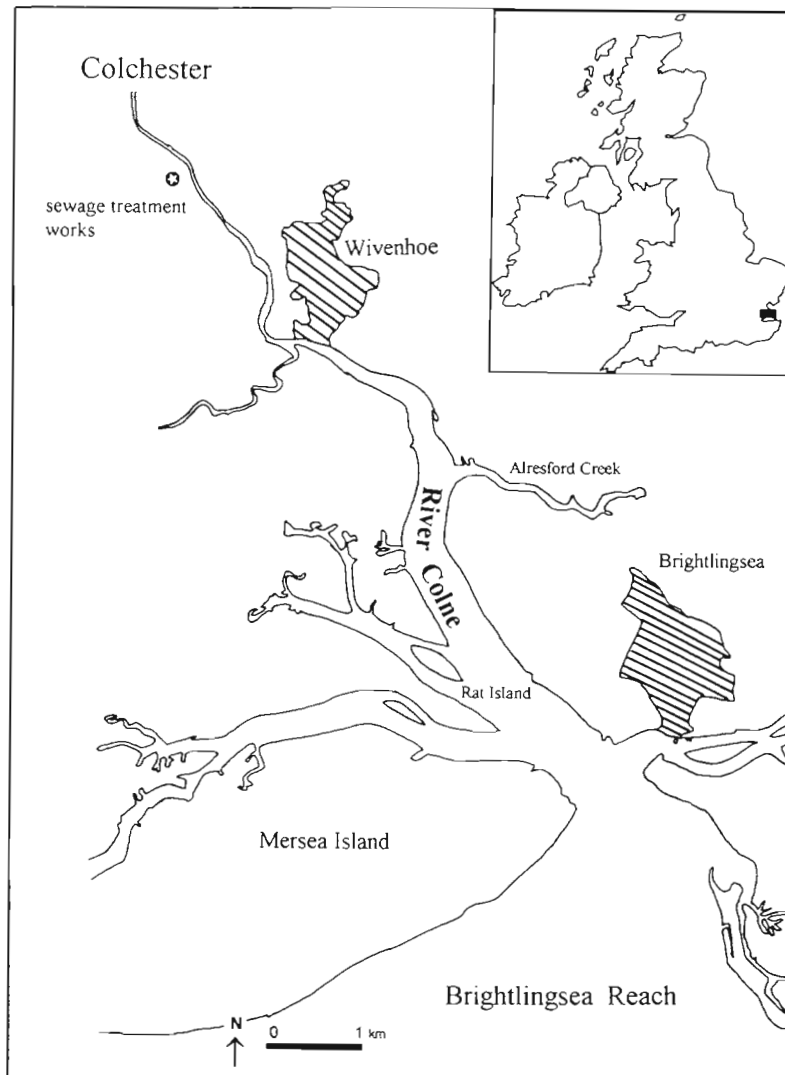 Colchester
sewage treatment
works
Wivenhoe
Alresford Creek
River Colne
Brightlingsea
Rat Island
Mersea Island
Brightlingsea Reach
N
0 1
km